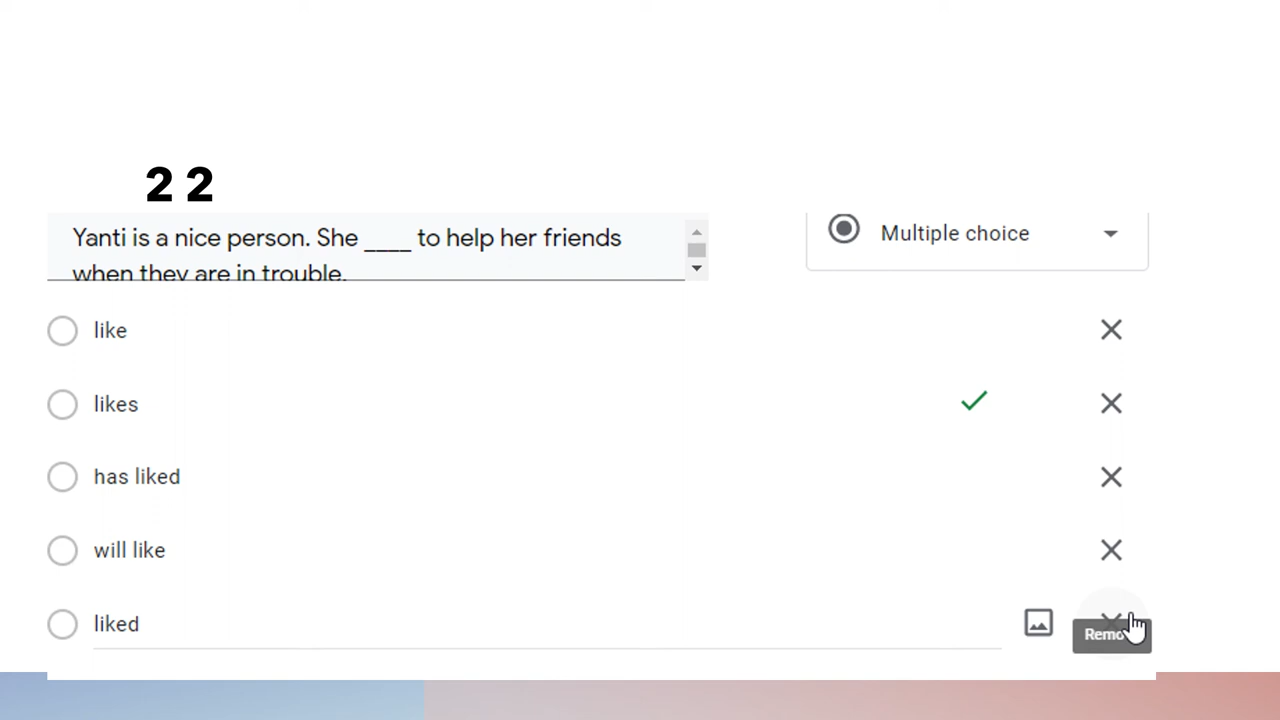 2 2
Yanti is a nice person. She ____ to help her friends
when they are in trouble.
Multiple choice
like
likes
has liked
will like
liked
Remo